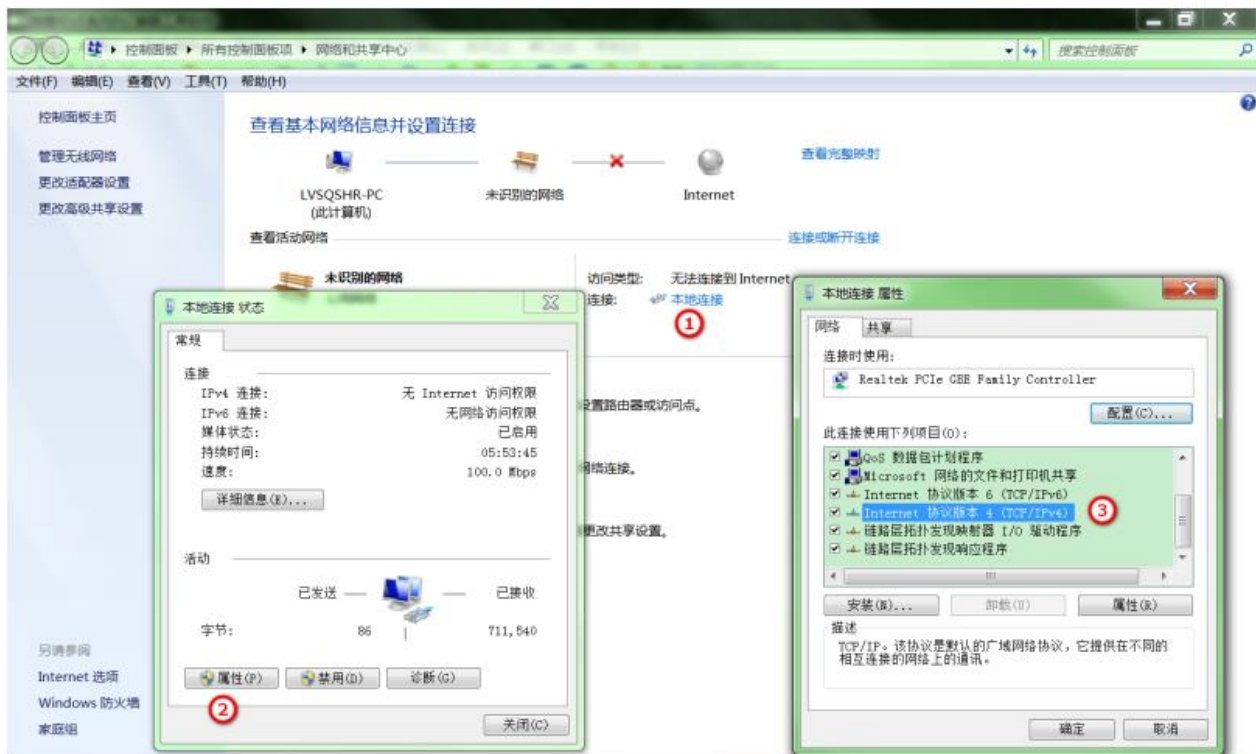 控制面板 ▸ 所有控制面板项 ▸ 网络和共享中心
搜索控制面板
文件(F) 编辑(E) 查看(V) 工具(T) 帮助(H)
控制面板主页
管理无线网络
更改适配器设置
更改高级共享设置
查看基本网络信息并设置连接
查看完整映射
LVSQSHR-PC
(此计算机)
未识别的网络
Internet
查看活动网络
连接或断开连接
未识别的网络
访问类型: 无法连接到 Internet
连接: 本地连接
①
设置路由器或访问点。
网络连接。
更改共享设置。
另请参阅
Internet 选项
Windows 防火墙
家庭组
本地连接 状态
常规
连接
IPv4 连接: 无 Internet 访问权限
IPv6 连接: 无网络访问权限
媒体状态: 已启用
持续时间: 05:53:45
速度: 100.0 Mbps
详细信息(E)...
活动
已发送 — — 已接收
字节: 86 | 711,540
属性(P) 禁用(D) 诊断(G)
②
关闭(C)
本地连接 属性
网络 共享
连接时使用:
Realtek PCIe GBE Family Controller
配置(C)...
此连接使用下列项目(O):
QoS 数据包计划程序
Microsoft 网络的文件和打印机共享
Internet 协议版本 6 (TCP/IPv6)
Internet 协议版本 4 (TCP/IPv4)
③
链路层拓扑发现映射器 I/O 驱动程序
链路层拓扑发现响应程序
安装(N)... 卸载(U) 属性(R)
描述
TCP/IP。该协议是默认的广域网络协议，它提供在不同的
相互连接的网络上的通讯。
确定 取消